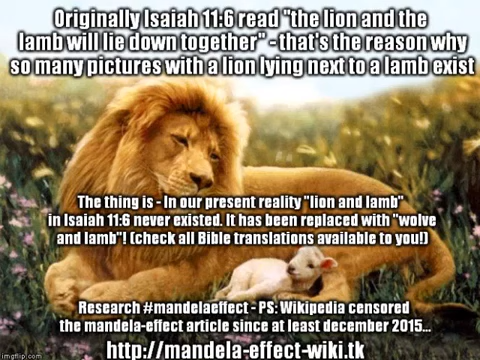 Originally Isaiah 11:6 read "the lion and the
lamb will lie down together" - that's the reason why
so many pictures with a lion lying next to a lamb exist
The thing is - In our present reality "lion and lamb"
in Isaiah 11:6 never existed. It has been replaced with "wolve
and lamb"! (check all Bible translations available to you!)
Research #mandelaeffect - PS: Wikipedia censored
the mandela-effect article since at least december 2015...
http://mandela-effect-wiki.tk
imgflip.com